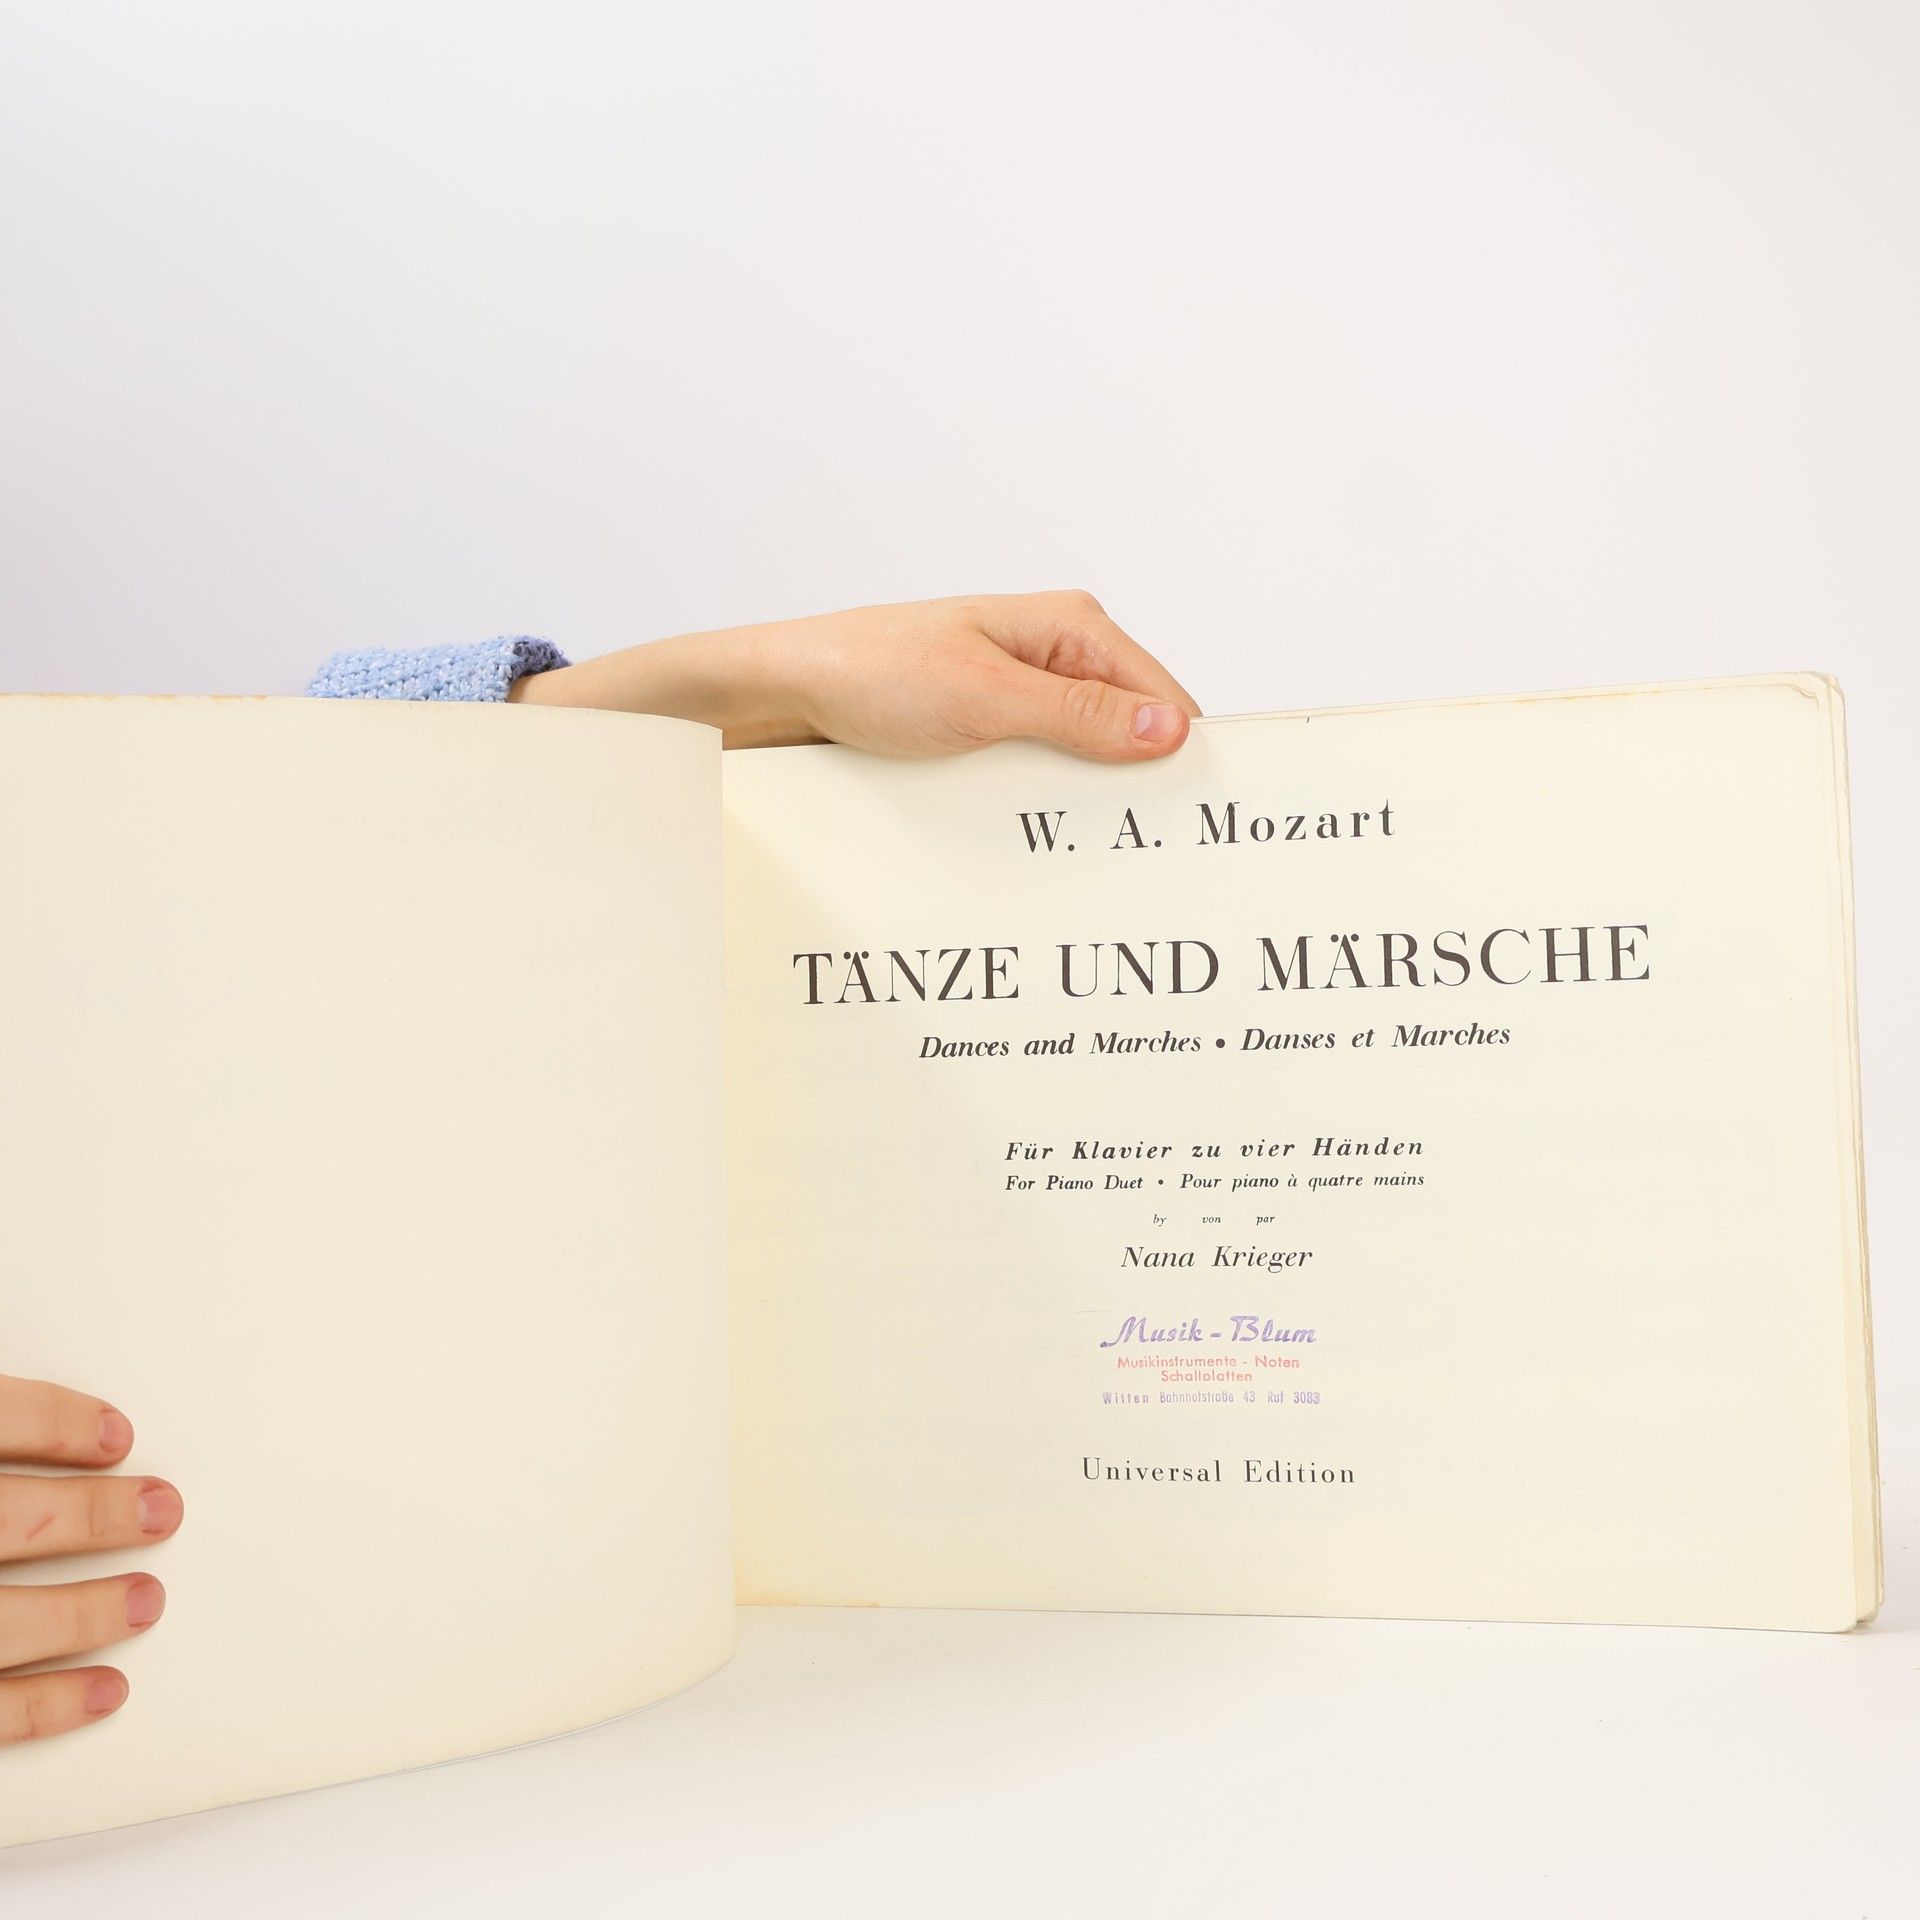 W. A. Mozart
TÄNZE UND MÄRSCHE
Dances and Marches • Danses et Marches
Für Klavier zu vier Händen
For Piano Duet • Pour piano à quatre mains
by von par
Nana Krieger
Musik - Blum
Musikinstrumente - Noten
Schallplatten
Witten Bahnhofstraße 43 Ruf 3083
Universal Edition